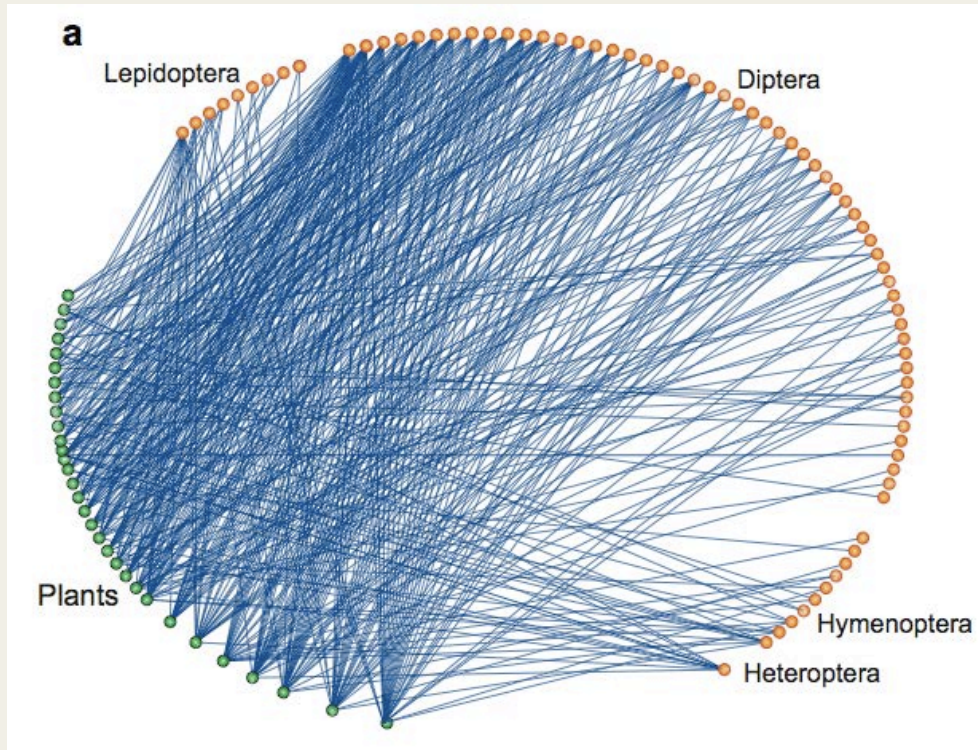 a
Lepidoptera
Diptera
Plants
Hymenoptera
Heteroptera